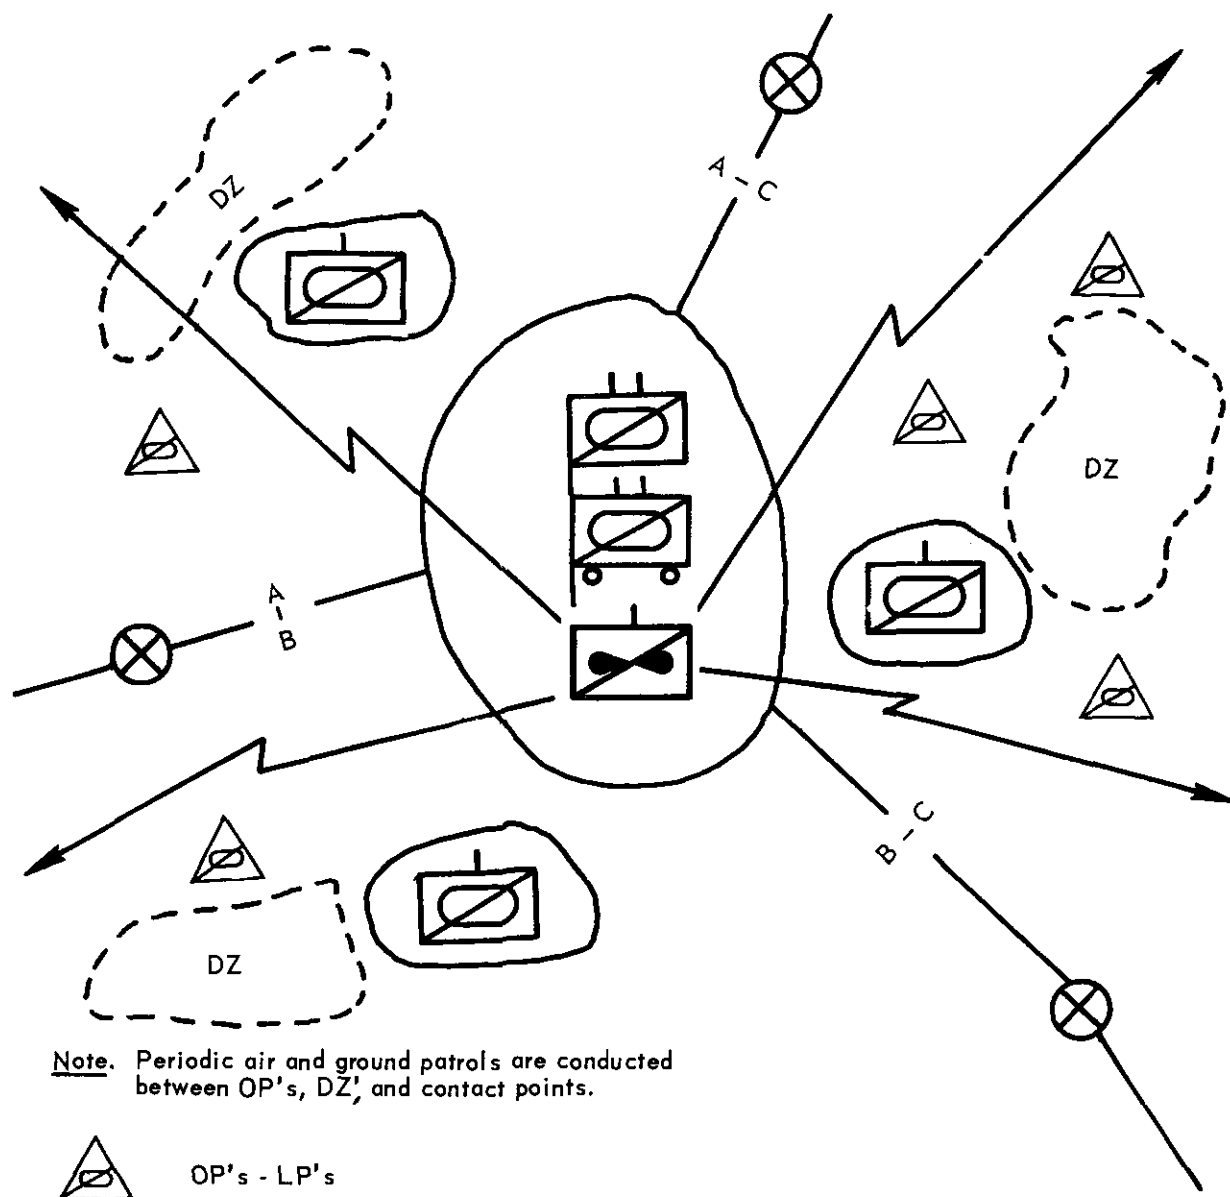 A - C
DZ
DZ
A - B
B - C
DZ
Note. Periodic air and ground patrols are conducted
between OP's, DZ', and contact points.
OP's - LP's